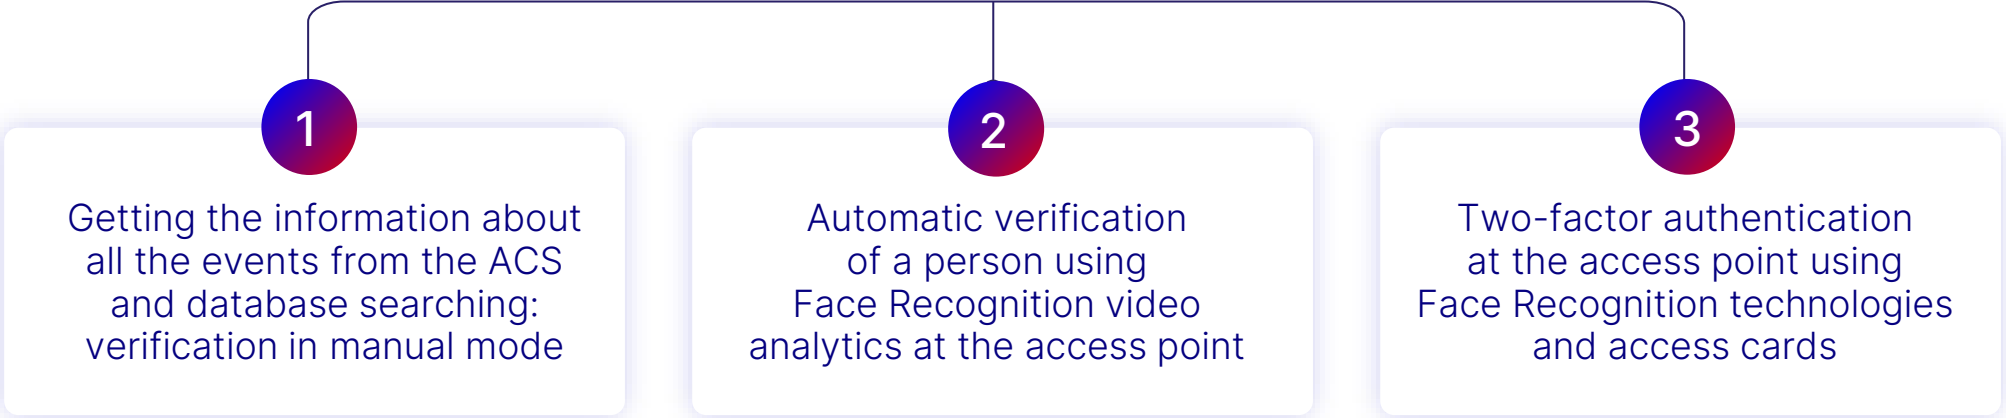 1
Getting the information about
all the events from the ACS
and database searching:
verification in manual mode
2
Automatic verification
of a person using
Face Recognition video
analytics at the access point
3
Two-factor authentication
at the access point using
Face Recognition technologies
and access cards